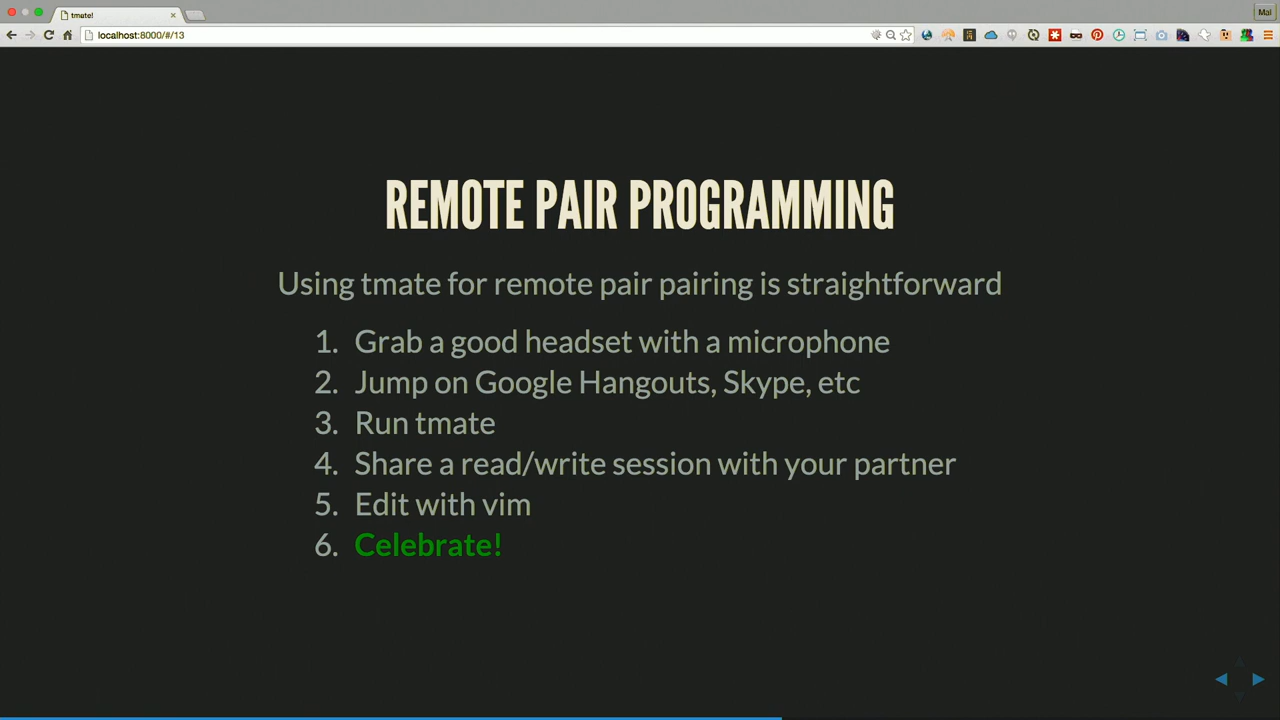 tmate!
Mal
localhost:8000/#/13
REMOTE PAIR PROGRAMMING
Using tmate for remote pair pairing is straightforward
1. Grab a good headset with a microphone
2. Jump on Google Hangouts, Skype, etc
3. Run tmate
4. Share a read/write session with your partner
5. Edit with vim
6. Celebrate!